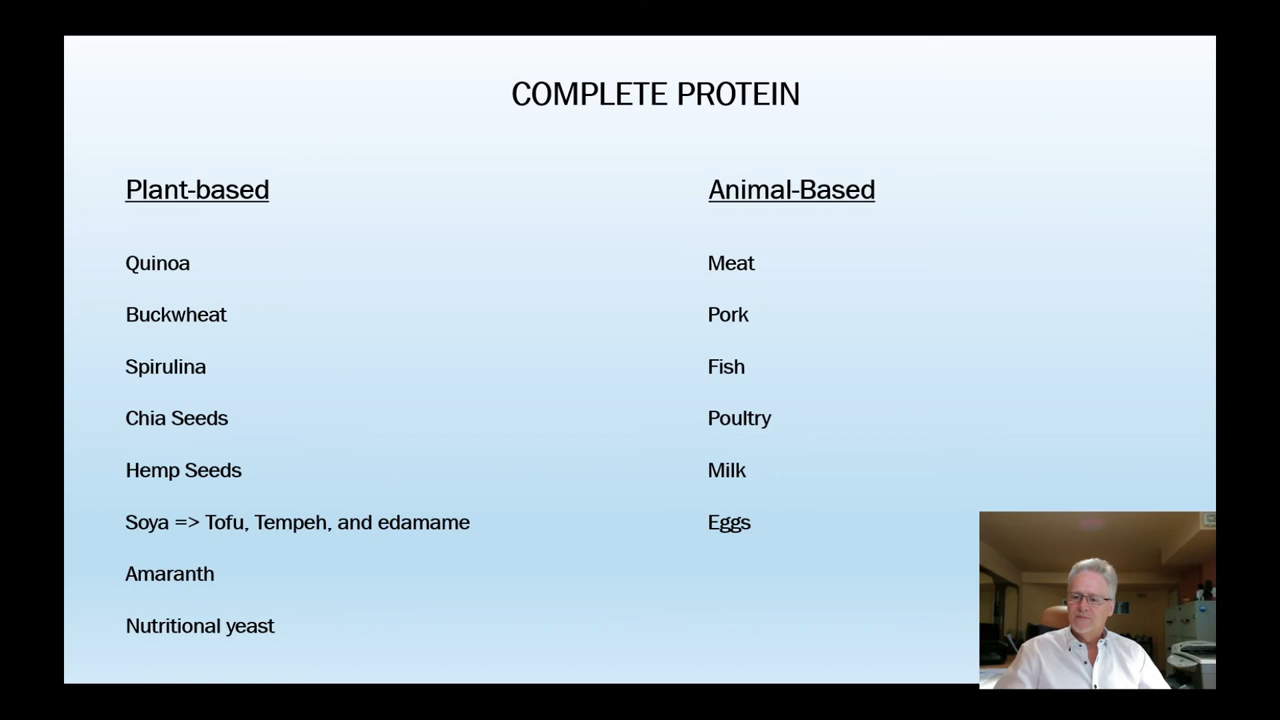 COMPLETE PROTEIN
Plant-based
Quinoa
Buckwheat
Spirulina
Chia Seeds
Hemp Seeds
Soya => Tofu, Tempeh, and edamame
Amaranth
Nutritional yeast
Animal-Based
Meat
Pork
Fish
Poultry
Milk
Eggs